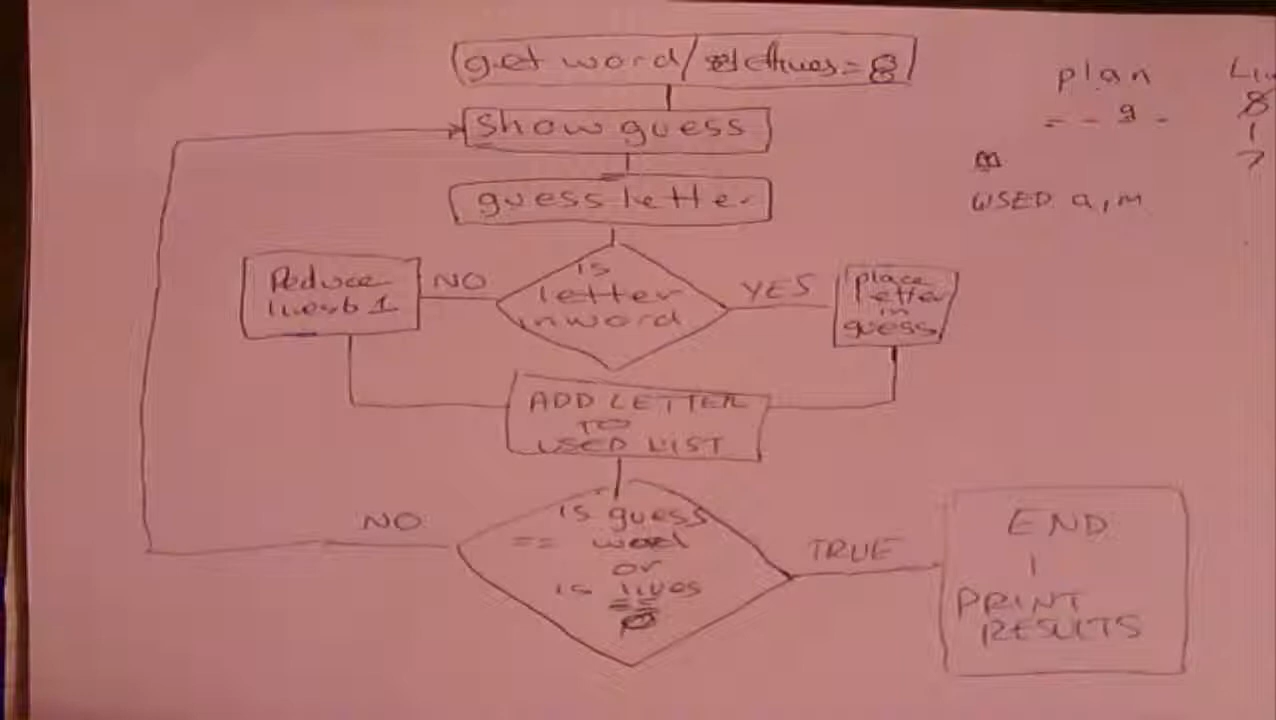 get word / lives = 8
show guess
guess letter
is
letter
in word
NO
YES
Reduce
lives b 1
place
letter
in
guess
ADD LETTER
TO
USED LIST
is guess
== word
or
is lives
==
0
NO
TRUE
END
PRINT
RESULTS
plan
_ _ a _
m
USED a, m
Liv
8
1
7